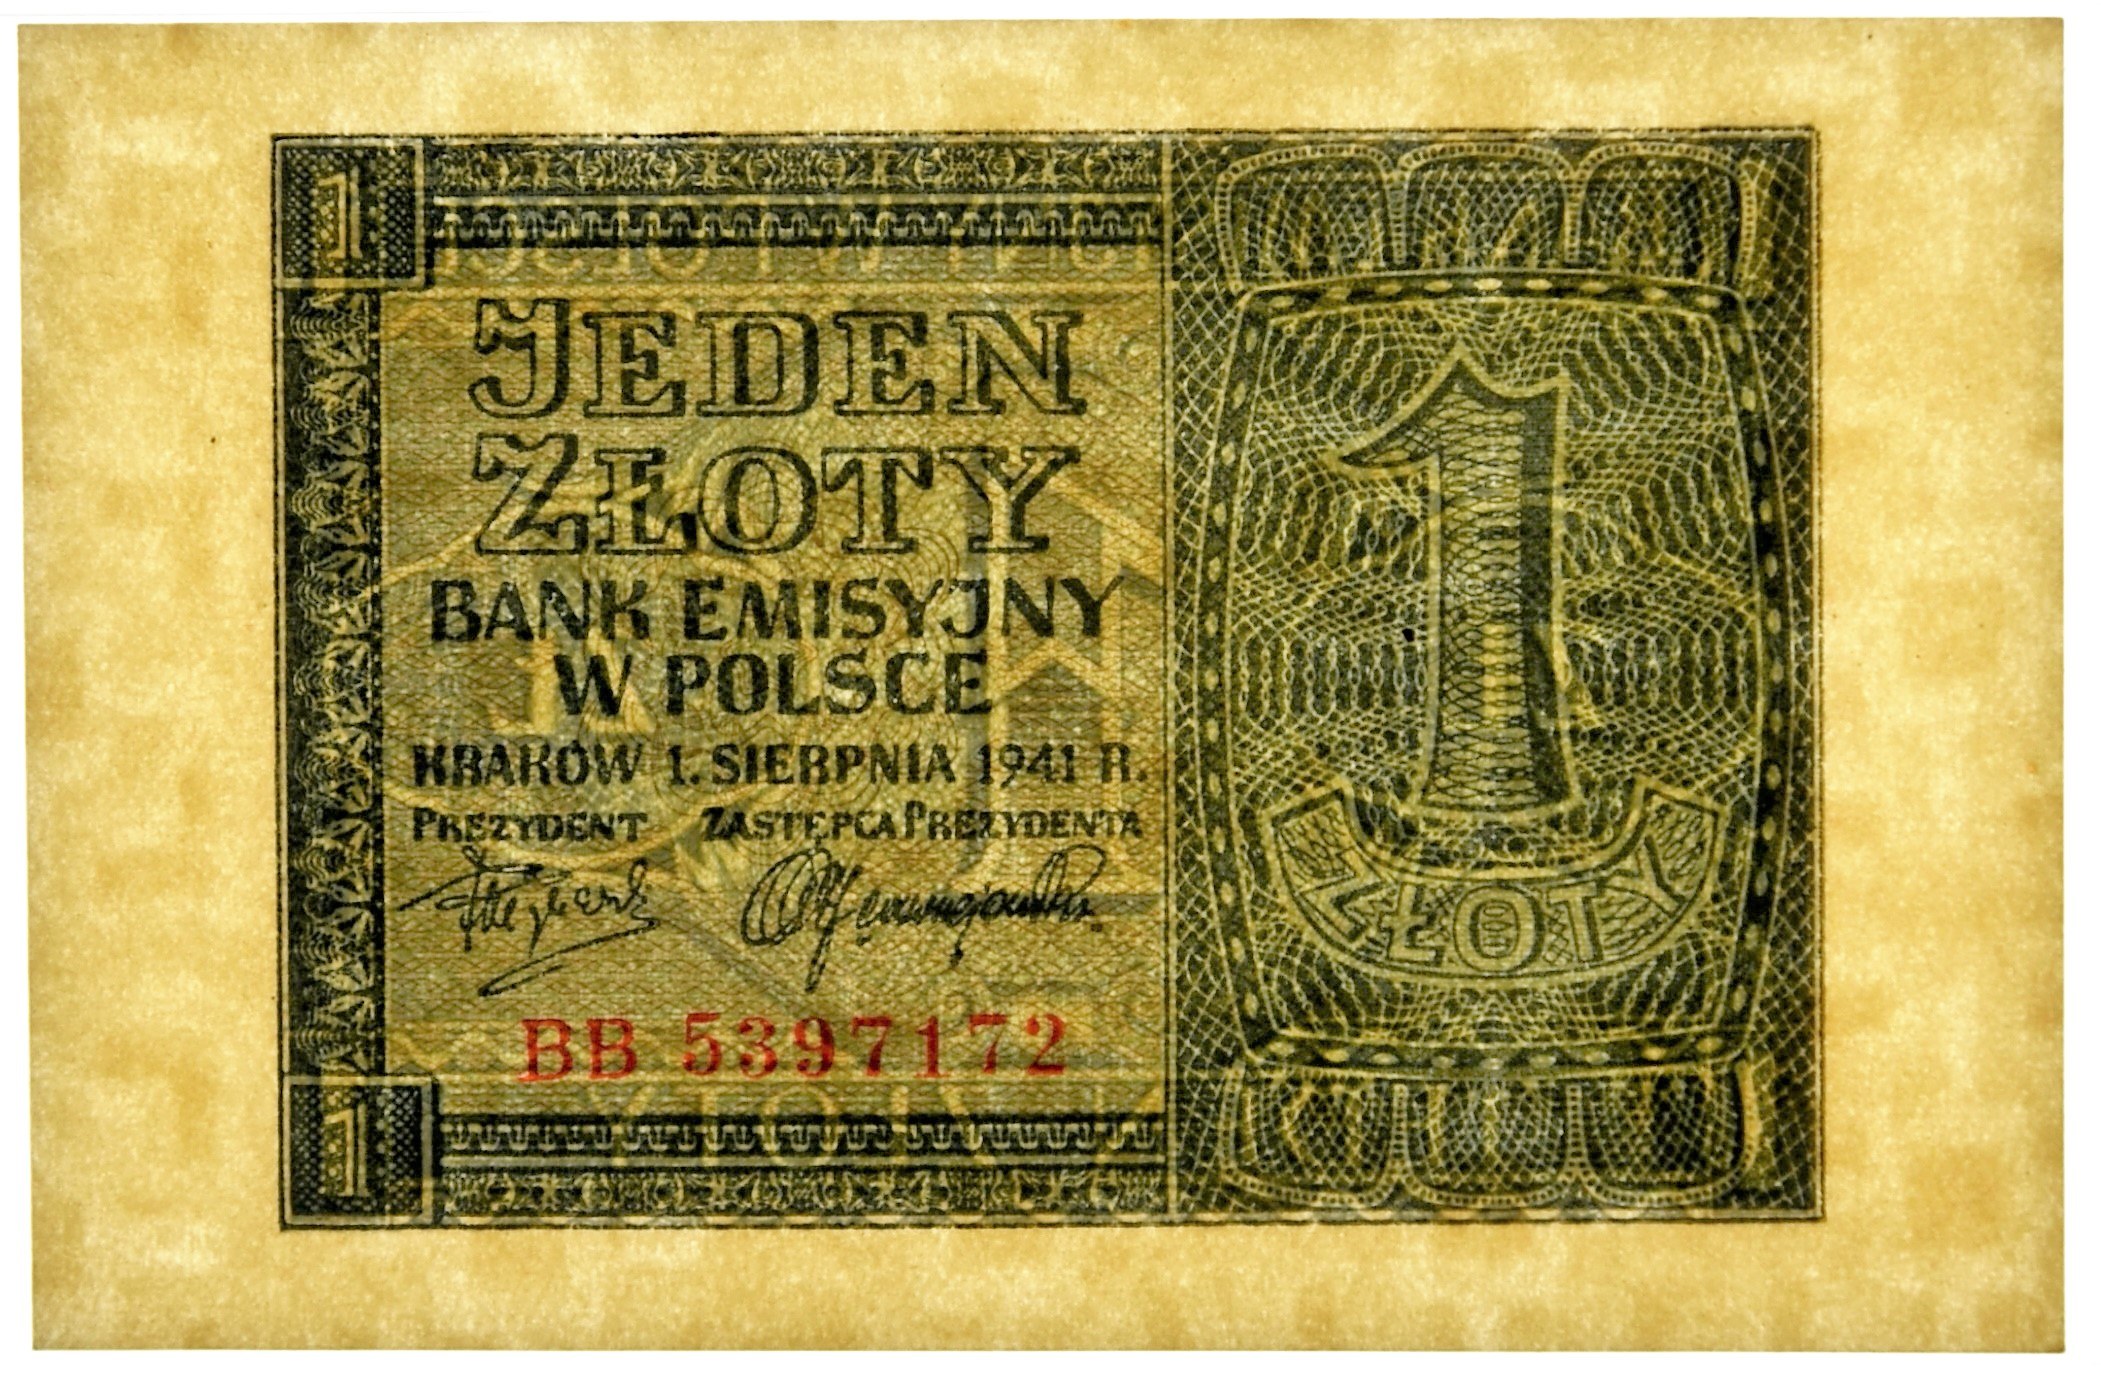 1
JEDEN
ZŁOTY
BANK EMISYJNY
W POLSCE
KRAKÓW 1. SIERPNIA 1941 R.
PREZYDENT ZASTĘPCA PREZYDENTA
BB 5397172
1
1
ZŁOTY